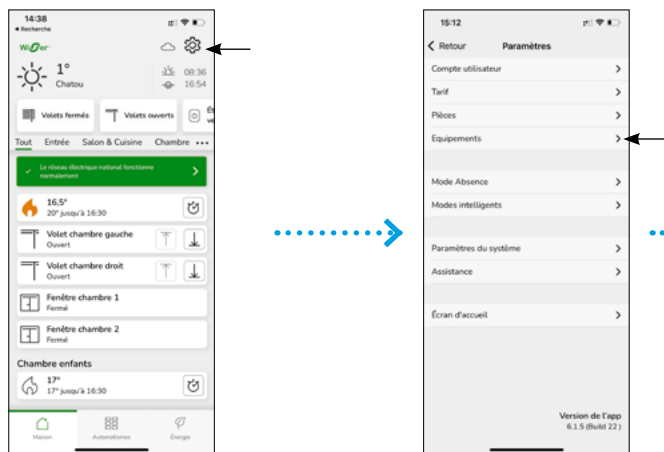 14:38
◀ Recherche
Wiser
1°
Chatou
08:36
16:54
Volets fermés
Volets ouverts
Tout Entrée Salon & Cuisine Chambre •••
Le réseau électrique national fonctionne
normalement
16,5°
20° jusqu'à 16:30
Volet chambre gauche
Ouvert
Volet chambre droit
Ouvert
Fenêtre chambre 1
Fermé
Fenêtre chambre 2
Fermé
Chambre enfants
17°
17° jusqu'à 16:30
Maison Automatismes Énergie
15:12
Retour Paramètres
Compte utilisateur
Tarif
Pièces
Equipements
Mode Absence
Modes intelligents
Paramètres du système
Assistance
Écran d'accueil
Version de l'app
6.1.5 (Build 22)